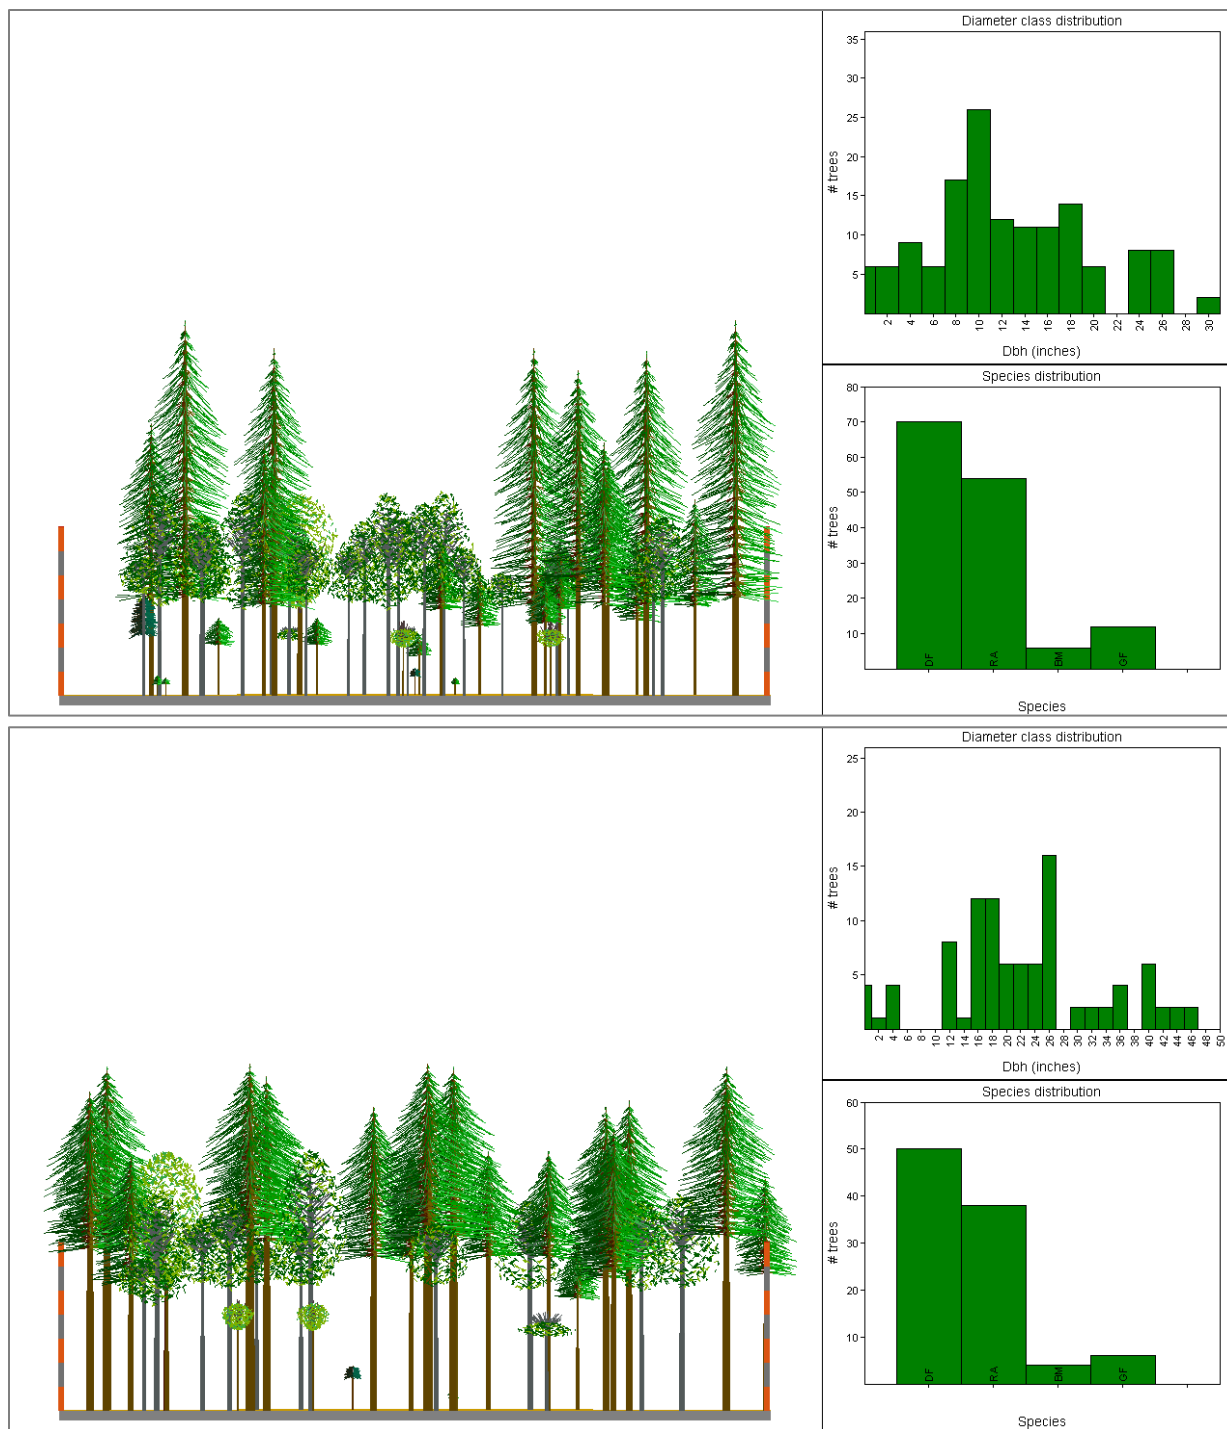 Diameter class distribution
35
30
25
20
15
10
5
# trees
2 4 6 8 10 12 14 16 18 20 22 24 26 28 30
Dbh (inches)
Species distribution
80
70
60
50
40
30
20
10
# trees
DF RA BM GF
Species
Diameter class distribution
25
20
15
10
5
# trees
2 4 6 8 10 12 14 16 18 20 22 24 26 28 30 32 34 36 38 40 42 44 46 48 50
Dbh (inches)
Species distribution
60
50
40
30
20
10
# trees
DF RA BM GF
Species